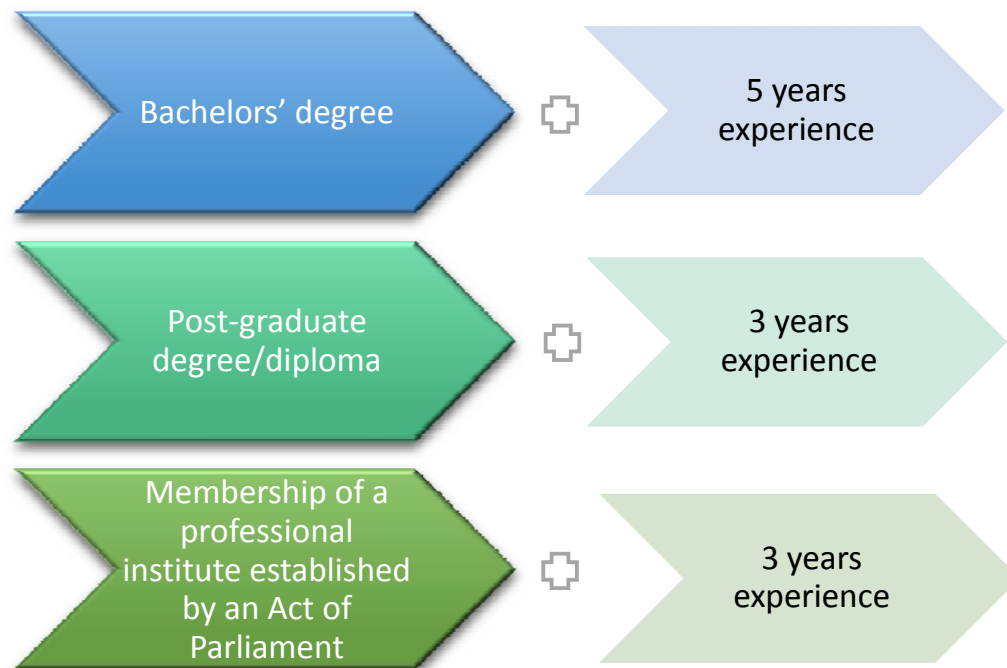 Bachelors’ degree
5 years
experience
Post-graduate
degree/diploma
3 years
experience
Membership of a
professional
institute established
by an Act of
Parliament
3 years
experience